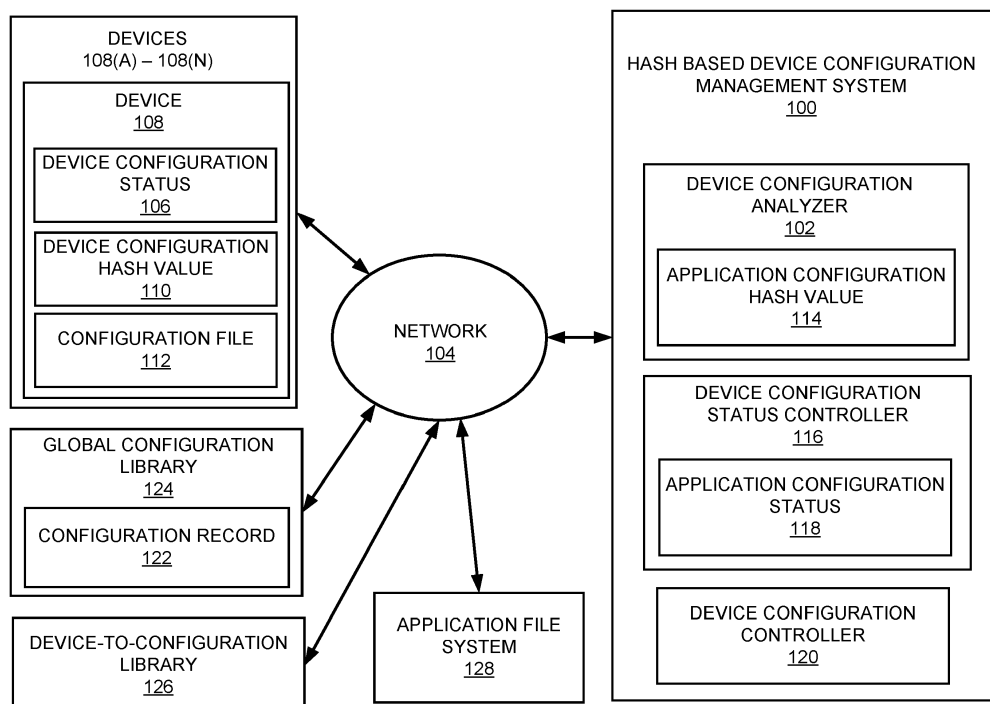 DEVICES
108(A) – 108(N)
DEVICE
108
DEVICE CONFIGURATION
STATUS
106
DEVICE CONFIGURATION
HASH VALUE
110
CONFIGURATION FILE
112
GLOBAL CONFIGURATION
LIBRARY
124
CONFIGURATION RECORD
122
DEVICE-TO-CONFIGURATION
LIBRARY
126
NETWORK
104
APPLICATION FILE
SYSTEM
128
HASH BASED DEVICE CONFIGURATION
MANAGEMENT SYSTEM
100
DEVICE CONFIGURATION
ANALYZER
102
APPLICATION CONFIGURATION
HASH VALUE
114
DEVICE CONFIGURATION
STATUS CONTROLLER
116
APPLICATION CONFIGURATION
STATUS
118
DEVICE CONFIGURATION
CONTROLLER
120